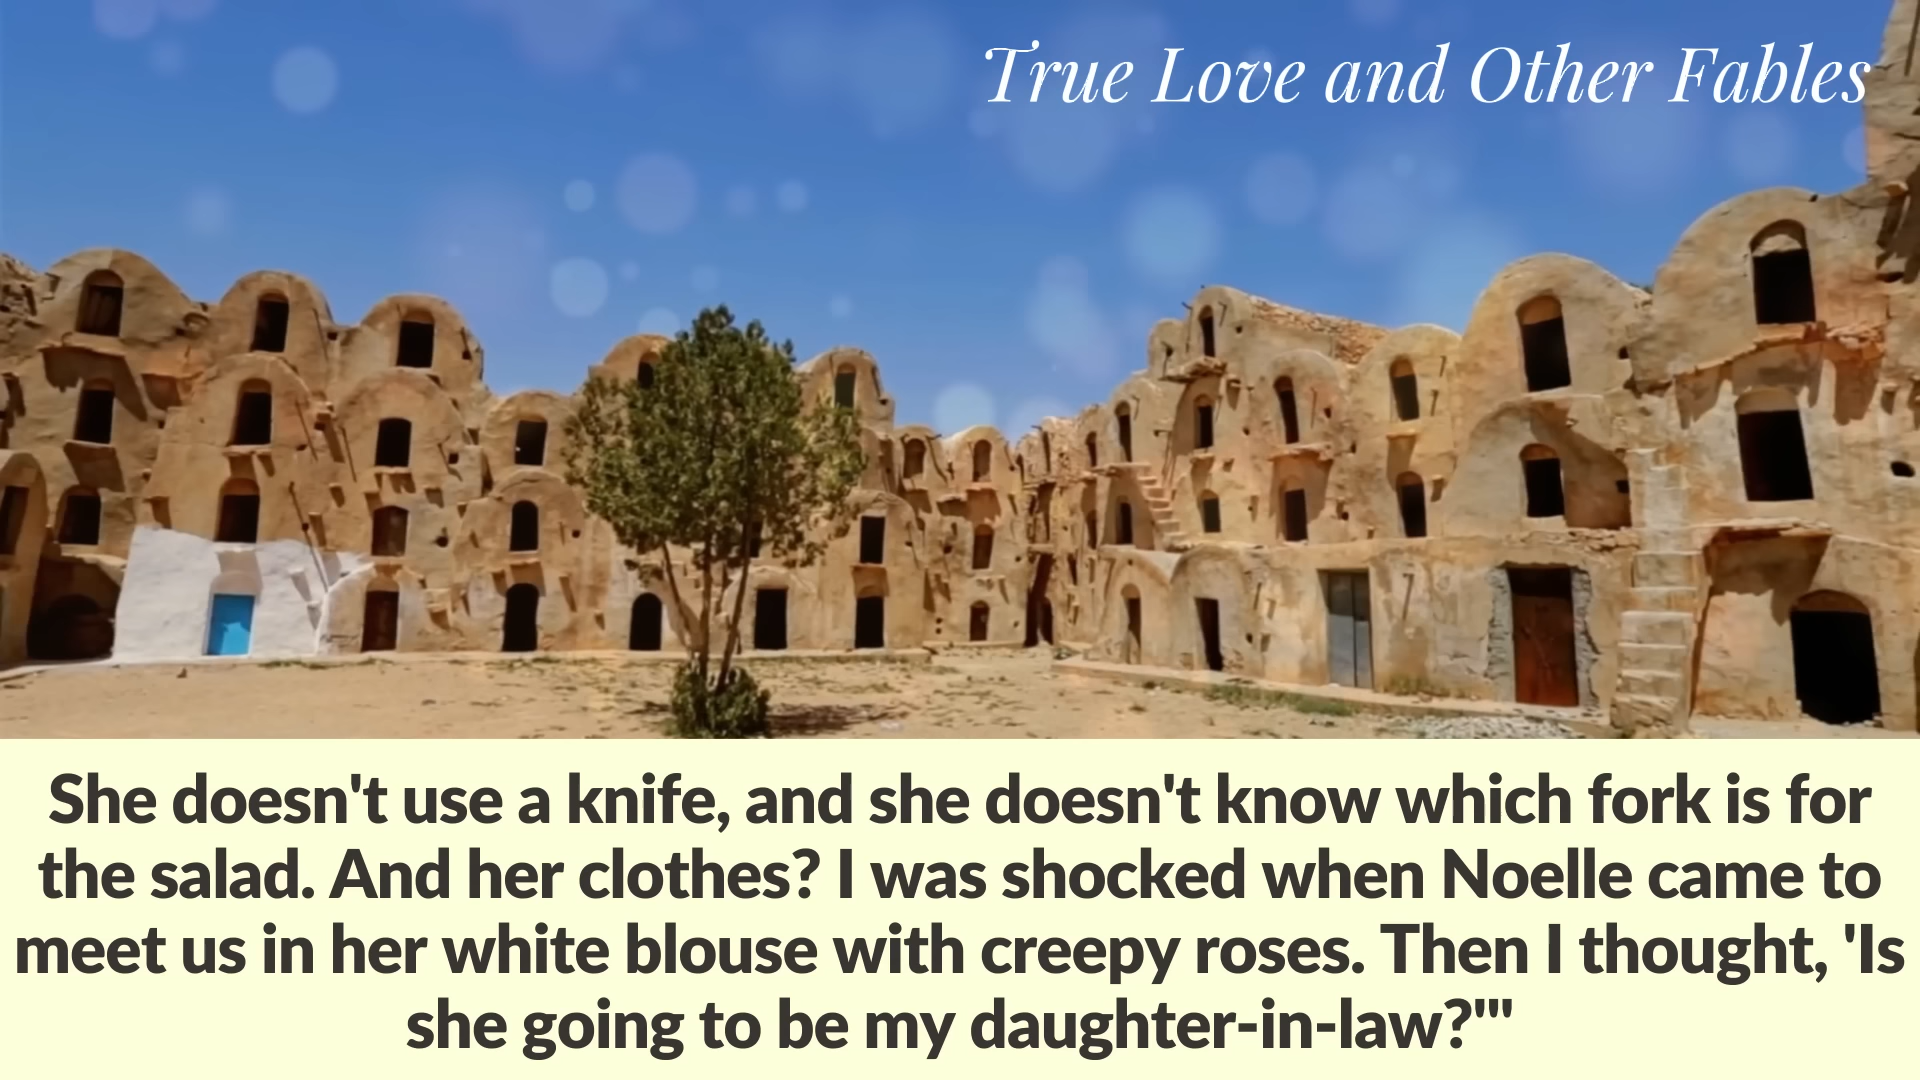 True Love and Other Fables
She doesn't use a knife, and she doesn't know which fork is for
the salad. And her clothes? I was shocked when Noelle came to
meet us in her white blouse with creepy roses. Then I thought, 'Is
she going to be my daughter-in-law?'"